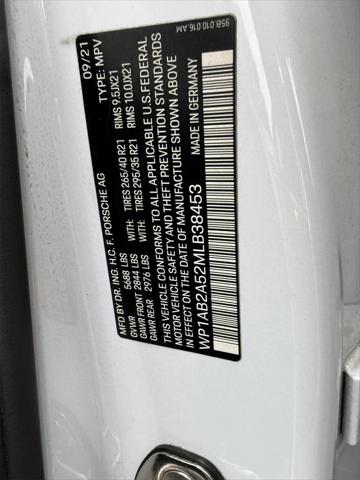 95B.010.016.AM
09/21
TYPE: MPV
MFD BY DR. ING. H.C. F. PORSCHE AG
GVWR 5688 LBS WITH: TIRES 265/40 R21 RIMS 9.5JX21
GAWR FRONT 2844 LBS WITH: TIRES 295/35 R21 RIMS 10.0JX21
GAWR REAR 2976 LBS
THIS VEHICLE CONFORMS TO ALL APPLICABLE U.S.FEDERAL
MOTOR VEHICLE SAFETY AND THEFT PREVENTION STANDARDS
IN EFFECT ON THE DATE OF MANUFACTURE SHOWN ABOVE
WP1AB2A52MLB38453 MADE IN GERMANY